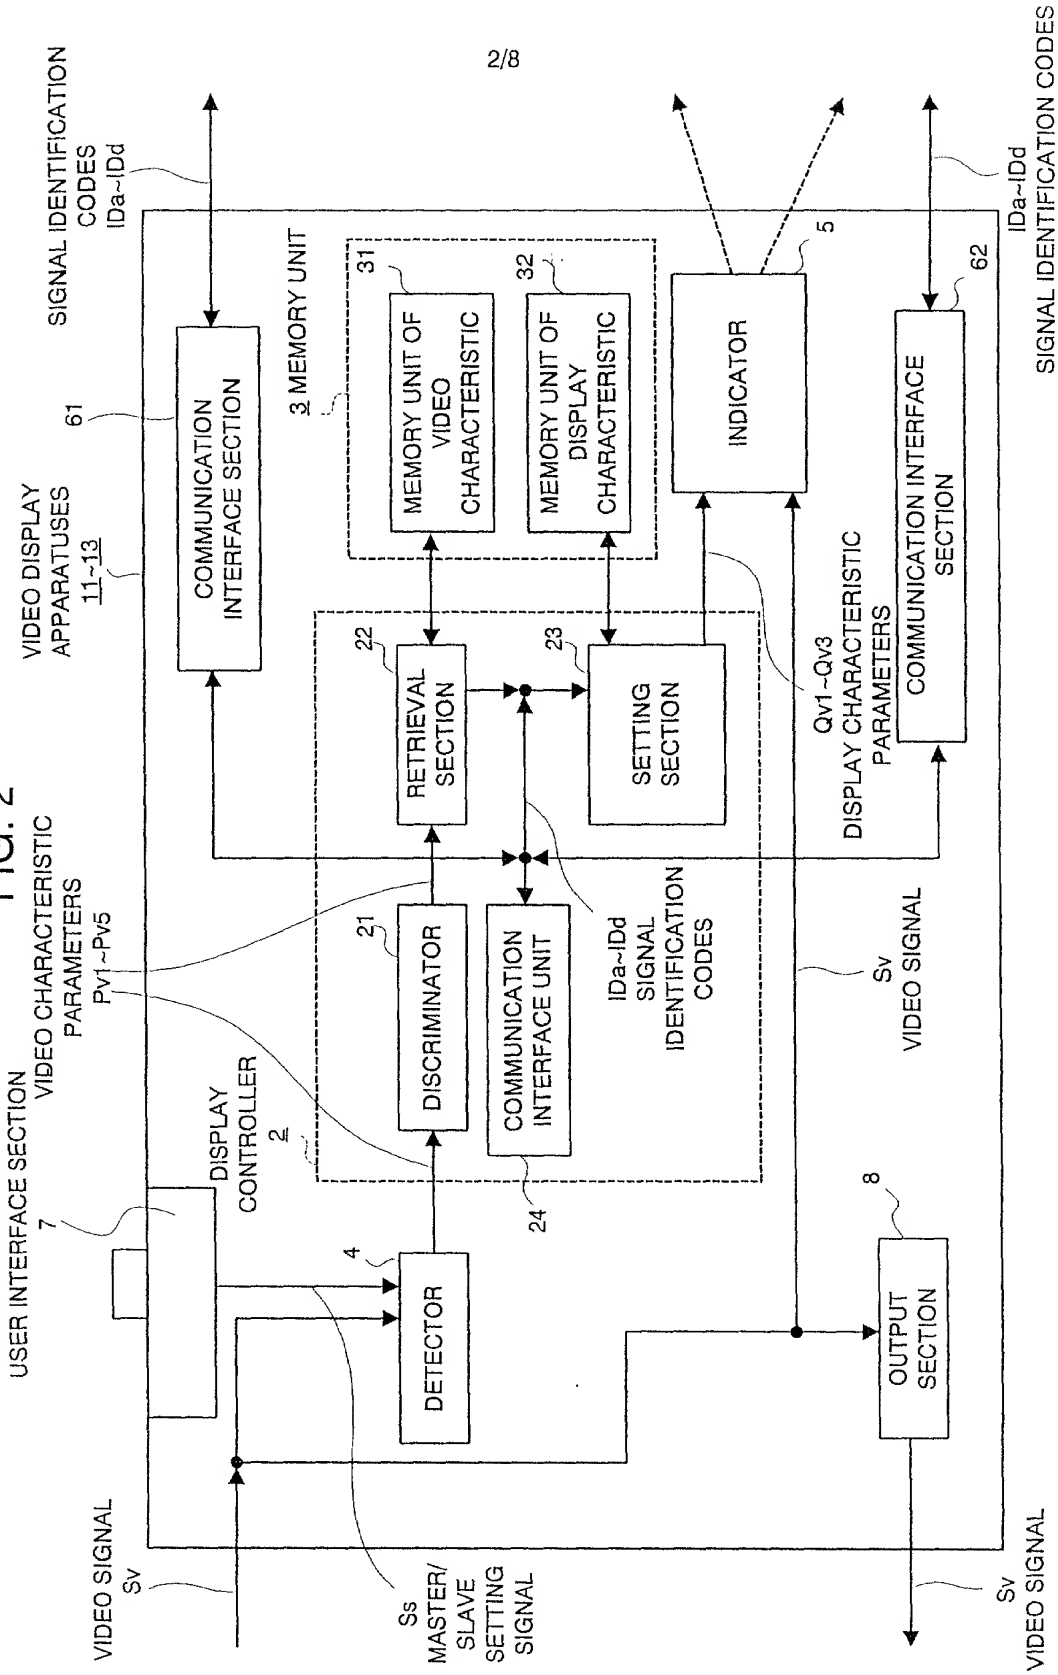 2/8
FIG. 2
VIDEO SIGNAL
Sv
Ss
MASTER/
SLAVE
SETTING
SIGNAL
USER INTERFACE SECTION
7
VIDEO CHARACTERISTIC
PARAMETERS
Pv1~Pv5
VIDEO DISPLAY
APPARATUSES
11~13
SIGNAL IDENTIFICATION
CODES
IDa~IDd
61
COMMUNICATION
INTERFACE SECTION
DISPLAY
CONTROLLER
2
3 MEMORY UNIT
4
DETECTOR
21
DISCRIMINATOR
22
RETRIEVAL
SECTION
31
MEMORY UNIT OF
VIDEO
CHARACTERISTIC
24
COMMUNICATION
INTERFACE UNIT
23
SETTING
SECTION
32
MEMORY UNIT OF
DISPLAY
CHARACTERISTIC
IDa~IDd
SIGNAL
IDENTIFICATION
CODES
5
INDICATOR
Qv1~Qv3
DISPLAY CHARACTERISTIC
PARAMETERS
Sv
VIDEO SIGNAL
8
OUTPUT
SECTION
62
COMMUNICATION INTERFACE
SECTION
Sv
VIDEO SIGNAL
IDa~IDd
SIGNAL IDENTIFICATION CODES